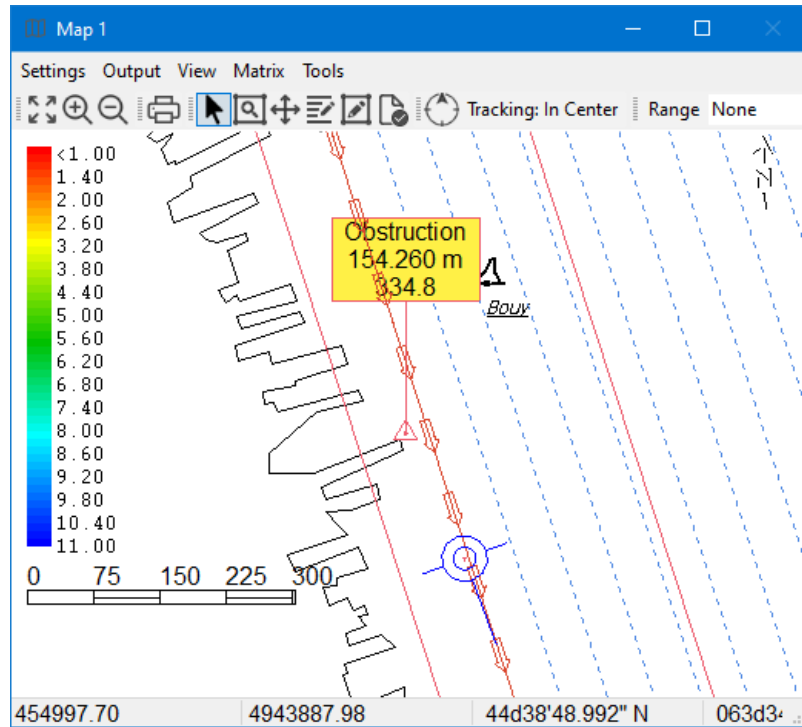 Map 1
Settings Output View Matrix Tools
Tracking: In Center Range None
<1.00
1.40
2.00
2.60
3.20
3.80
4.40
5.00
5.60
6.20
6.80
7.40
8.00
8.60
9.20
9.80
10.40
11.00
Obstruction
154.260 m
334.8
Bouy
0 75 150 225 300
454997.70 4943887.98 44d38'48.992" N 063d34